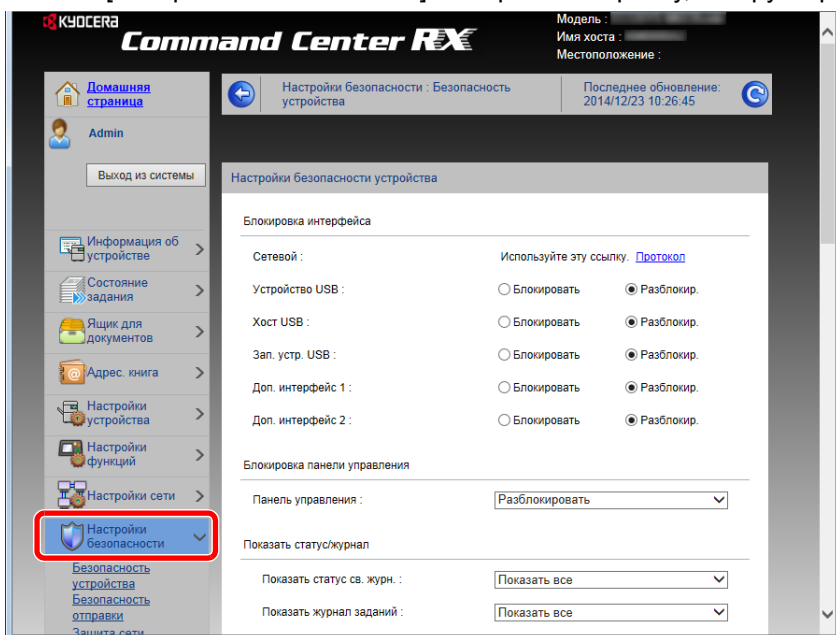 KYOCERA
Command Center RX
Модель :
Имя хоста :
Местоположение :
Домашняя
страница
Admin
Выход из системы
Информация об
устройстве
Состояние
задания
Ящик для
документов
Адрес. книга
Настройки
устройства
Настройки
функций
Настройки сети
Настройки
безопасности
Безопасность
устройства
Безопасность
отправки
Защита сети
Настройки безопасности : Безопасность
устройства
Последнее обновление:
2014/12/23 10:26:45
Настройки безопасности устройства
Блокировка интерфейса
Сетевой : Используйте эту ссылку. Протокол
Устройство USB : Блокировать Разблокир.
Хост USB : Блокировать Разблокир.
Зап. устр. USB : Блокировать Разблокир.
Доп. интерфейс 1 : Блокировать Разблокир.
Доп. интерфейс 2 : Блокировать Разблокир.
Блокировка панели управления
Панель управления : Разблокировать
Показать статус/журнал
Показать статус св. журн. : Показать все
Показать журнал заданий : Показать все